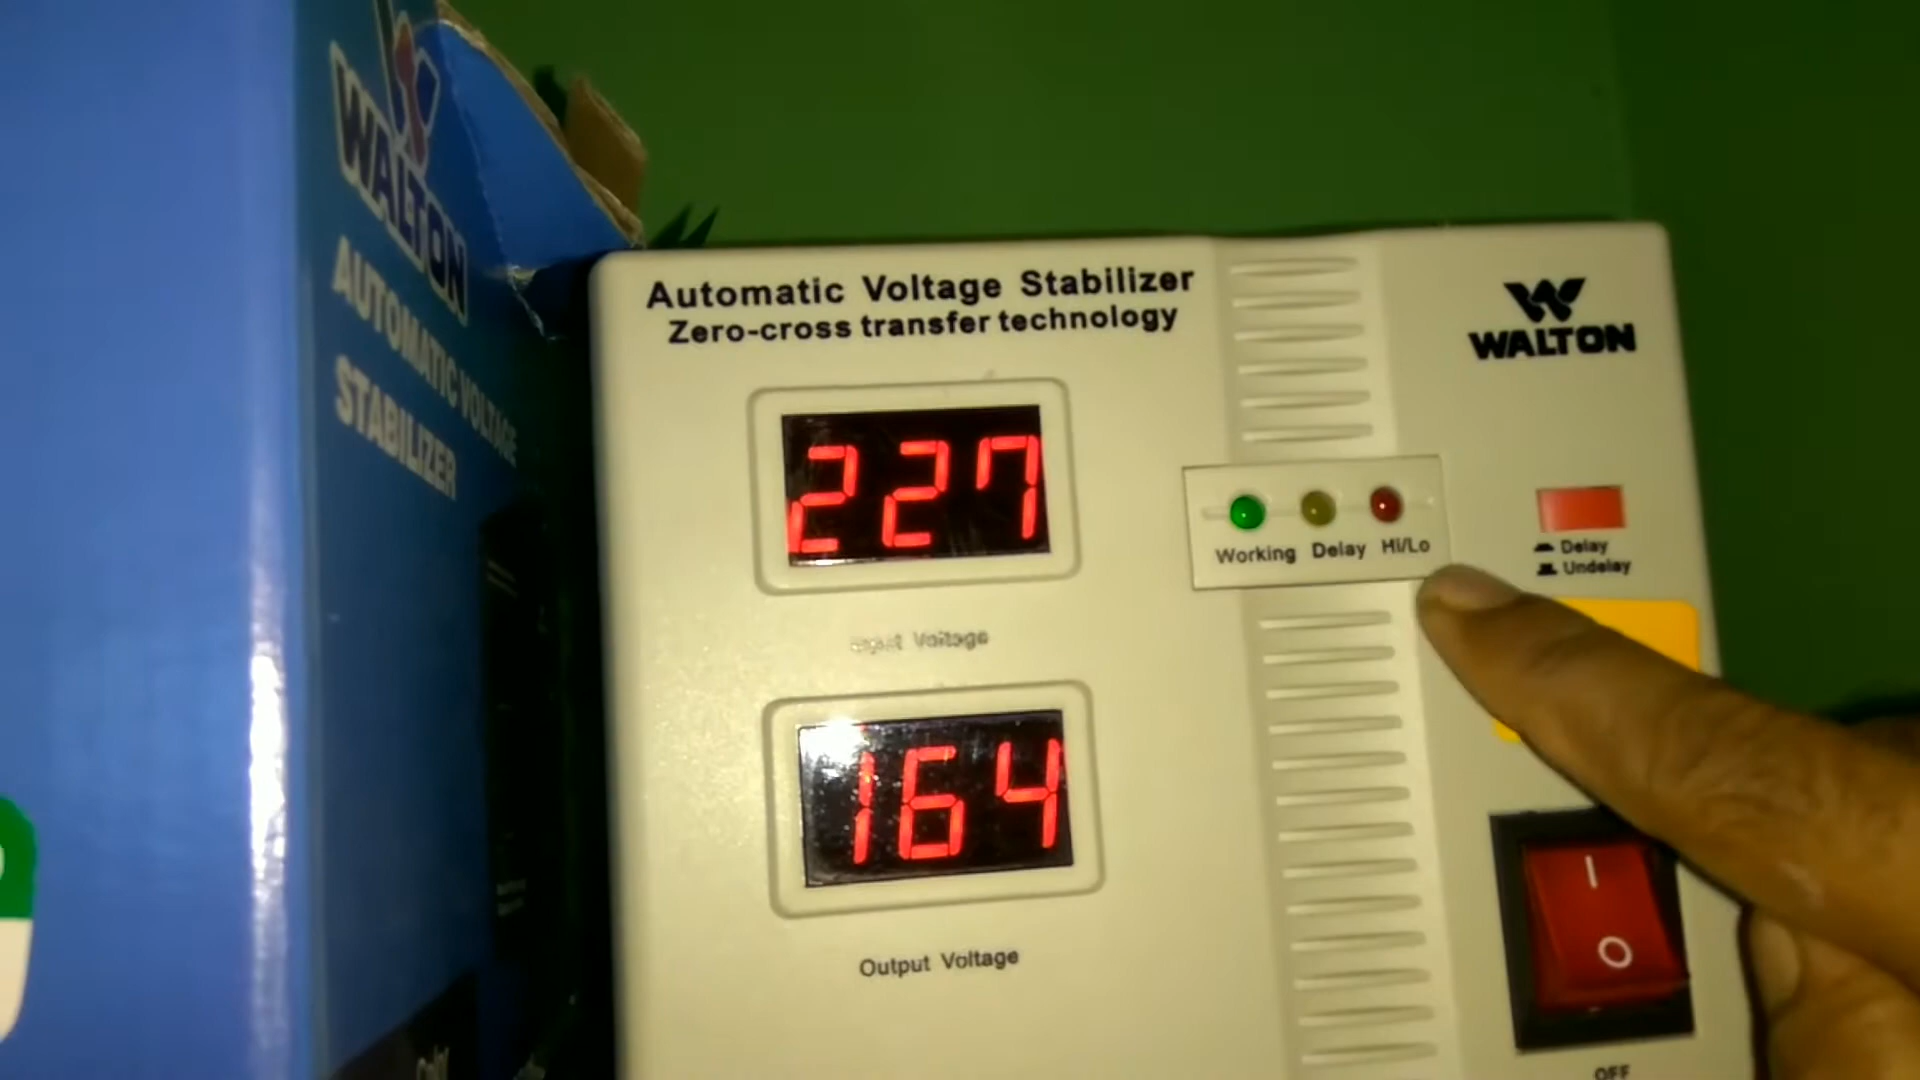 WALTON
AUTOMATIC VOLTAGE
STABILIZER
Automatic Voltage Stabilizer
Zero-cross transfer technology
WALTON
227
Input Voltage
Working Delay Hi/Lo
Delay
Undelay
164
Output Voltage
I
O
OFF